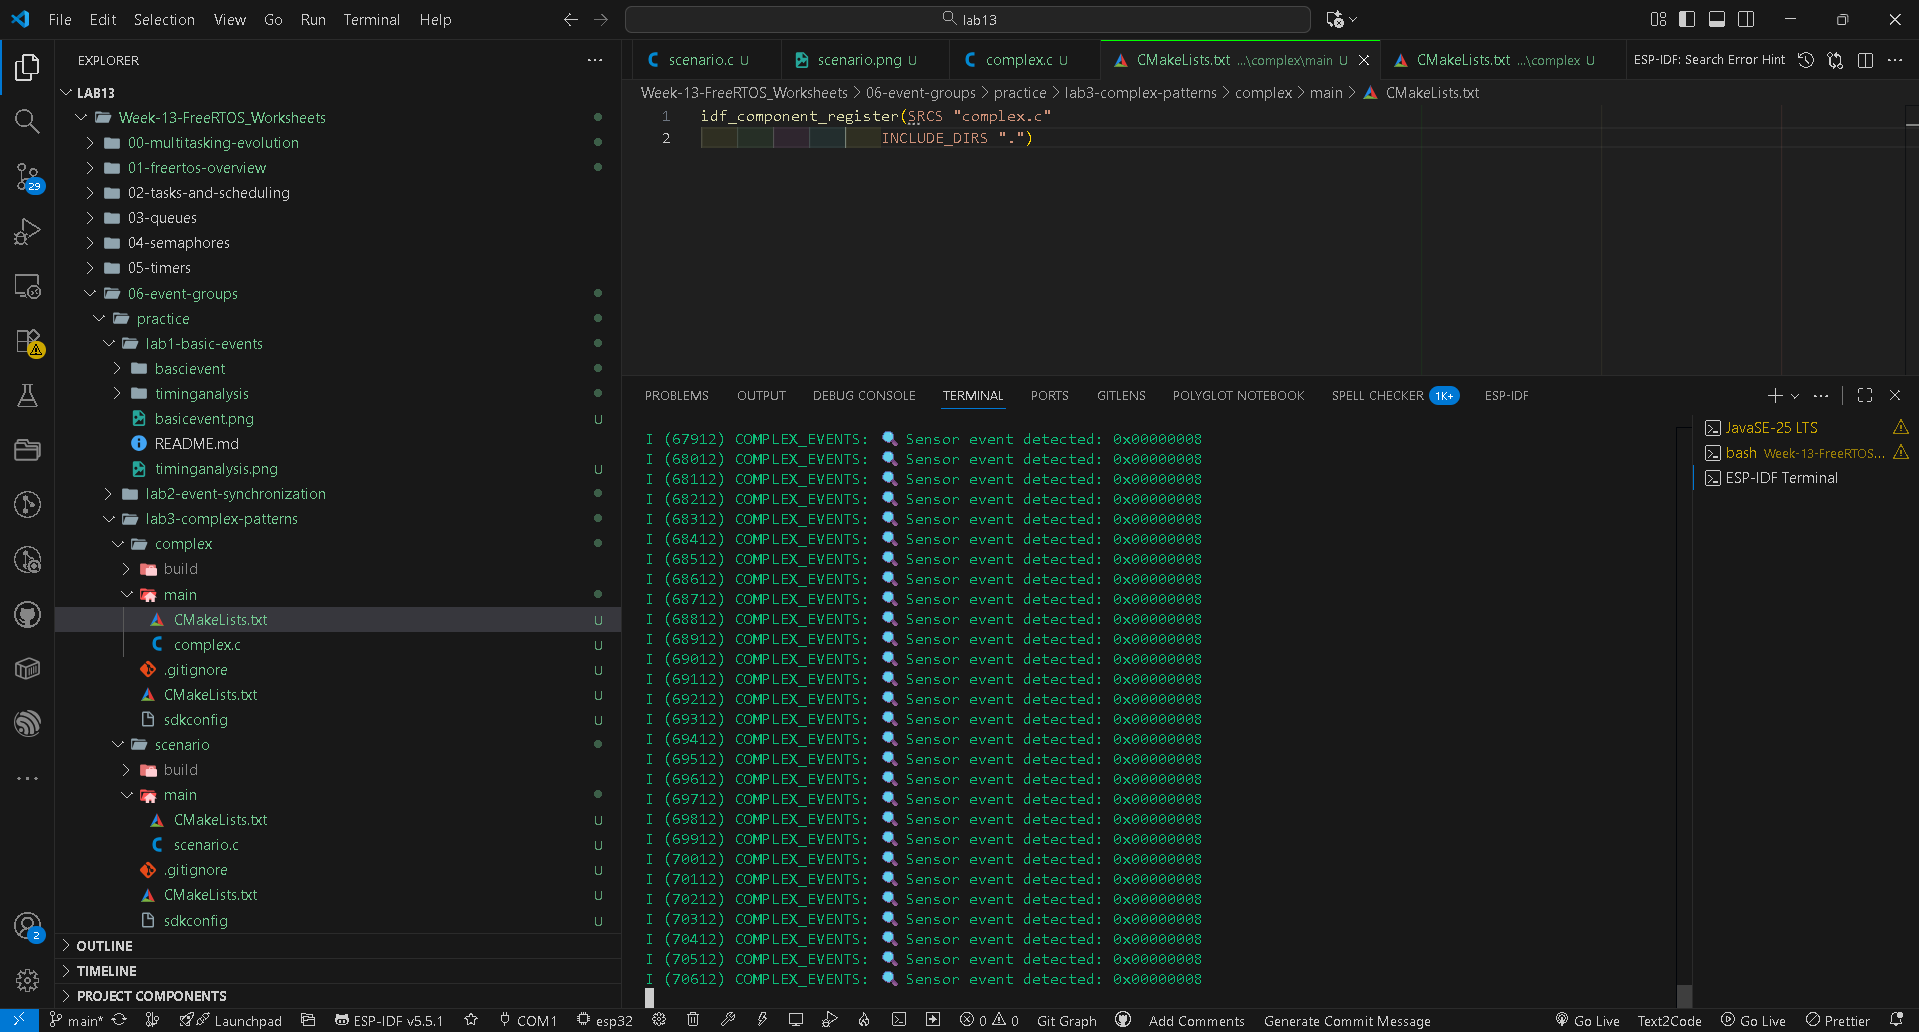 File Edit Selection View Go Run Terminal Help
lab13
EXPLORER
LAB13
Week-13-FreeRTOS_Worksheets
00-multitasking-evolution
01-freertos-overview
02-tasks-and-scheduling
03-queues
04-semaphores
05-timers
06-event-groups
practice
lab1-basic-events
bascievent
timinganalysis
basicevent.png U
README.md
timinganalysis.png U
lab2-event-synchronization
lab3-complex-patterns
complex
build
main
CMakeLists.txt U
complex.c U
.gitignore U
CMakeLists.txt U
sdkconfig U
scenario
build
main
CMakeLists.txt U
scenario.c U
.gitignore U
CMakeLists.txt U
sdkconfig U
OUTLINE
TIMELINE
PROJECT COMPONENTS
29
2
scenario.c U scenario.png U complex.c U CMakeLists.txt ...\complex\main U CMakeLists.txt ...\complex U ESP-IDF: Search Error Hint
Week-13-FreeRTOS_Worksheets > 06-event-groups > practice > lab3-complex-patterns > complex > main > CMakeLists.txt
1 idf_component_register(SRCS "complex.c"
2 INCLUDE_DIRS ".")
PROBLEMS OUTPUT DEBUG CONSOLE TERMINAL PORTS GITLENS POLYGLOT NOTEBOOK SPELL CHECKER 1K+ ESP-IDF
I (67912) COMPLEX_EVENTS: 🔍 Sensor event detected: 0x00000008
I (68012) COMPLEX_EVENTS: 🔍 Sensor event detected: 0x00000008
I (68112) COMPLEX_EVENTS: 🔍 Sensor event detected: 0x00000008
I (68212) COMPLEX_EVENTS: 🔍 Sensor event detected: 0x00000008
I (68312) COMPLEX_EVENTS: 🔍 Sensor event detected: 0x00000008
I (68412) COMPLEX_EVENTS: 🔍 Sensor event detected: 0x00000008
I (68512) COMPLEX_EVENTS: 🔍 Sensor event detected: 0x00000008
I (68612) COMPLEX_EVENTS: 🔍 Sensor event detected: 0x00000008
I (68712) COMPLEX_EVENTS: 🔍 Sensor event detected: 0x00000008
I (68812) COMPLEX_EVENTS: 🔍 Sensor event detected: 0x00000008
I (68912) COMPLEX_EVENTS: 🔍 Sensor event detected: 0x00000008
I (69012) COMPLEX_EVENTS: 🔍 Sensor event detected: 0x00000008
I (69112) COMPLEX_EVENTS: 🔍 Sensor event detected: 0x00000008
I (69212) COMPLEX_EVENTS: 🔍 Sensor event detected: 0x00000008
I (69312) COMPLEX_EVENTS: 🔍 Sensor event detected: 0x00000008
I (69412) COMPLEX_EVENTS: 🔍 Sensor event detected: 0x00000008
I (69512) COMPLEX_EVENTS: 🔍 Sensor event detected: 0x00000008
I (69612) COMPLEX_EVENTS: 🔍 Sensor event detected: 0x00000008
I (69712) COMPLEX_EVENTS: 🔍 Sensor event detected: 0x00000008
I (69812) COMPLEX_EVENTS: 🔍 Sensor event detected: 0x00000008
I (69912) COMPLEX_EVENTS: 🔍 Sensor event detected: 0x00000008
I (70012) COMPLEX_EVENTS: 🔍 Sensor event detected: 0x00000008
I (70112) COMPLEX_EVENTS: 🔍 Sensor event detected: 0x00000008
I (70212) COMPLEX_EVENTS: 🔍 Sensor event detected: 0x00000008
I (70312) COMPLEX_EVENTS: 🔍 Sensor event detected: 0x00000008
I (70412) COMPLEX_EVENTS: 🔍 Sensor event detected: 0x00000008
I (70512) COMPLEX_EVENTS: 🔍 Sensor event detected: 0x00000008
I (70612) COMPLEX_EVENTS: 🔍 Sensor event detected: 0x00000008
JavaSE-25 LTS
bash Week-13-FreeRTOS...
ESP-IDF Terminal
main* Launchpad ESP-IDF v5.5.1 COM1 esp32 0 0 Git Graph Add Comments Generate Commit Message Go Live Text2Code Go Live Prettier